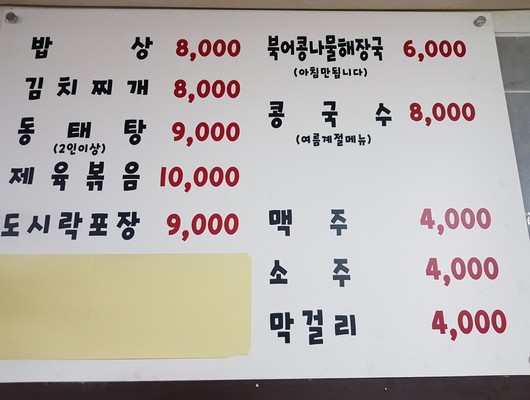 밥 상 8,000
김치찌개 8,000
동태탕 9,000
(2인이상)
제육볶음 10,000
도시락포장 9,000
북어콩나물해장국 6,000
(아침만됩니다)
콩국수 8,000
(여름계절메뉴)
맥주 4,000
소주 4,000
막걸리 4,000